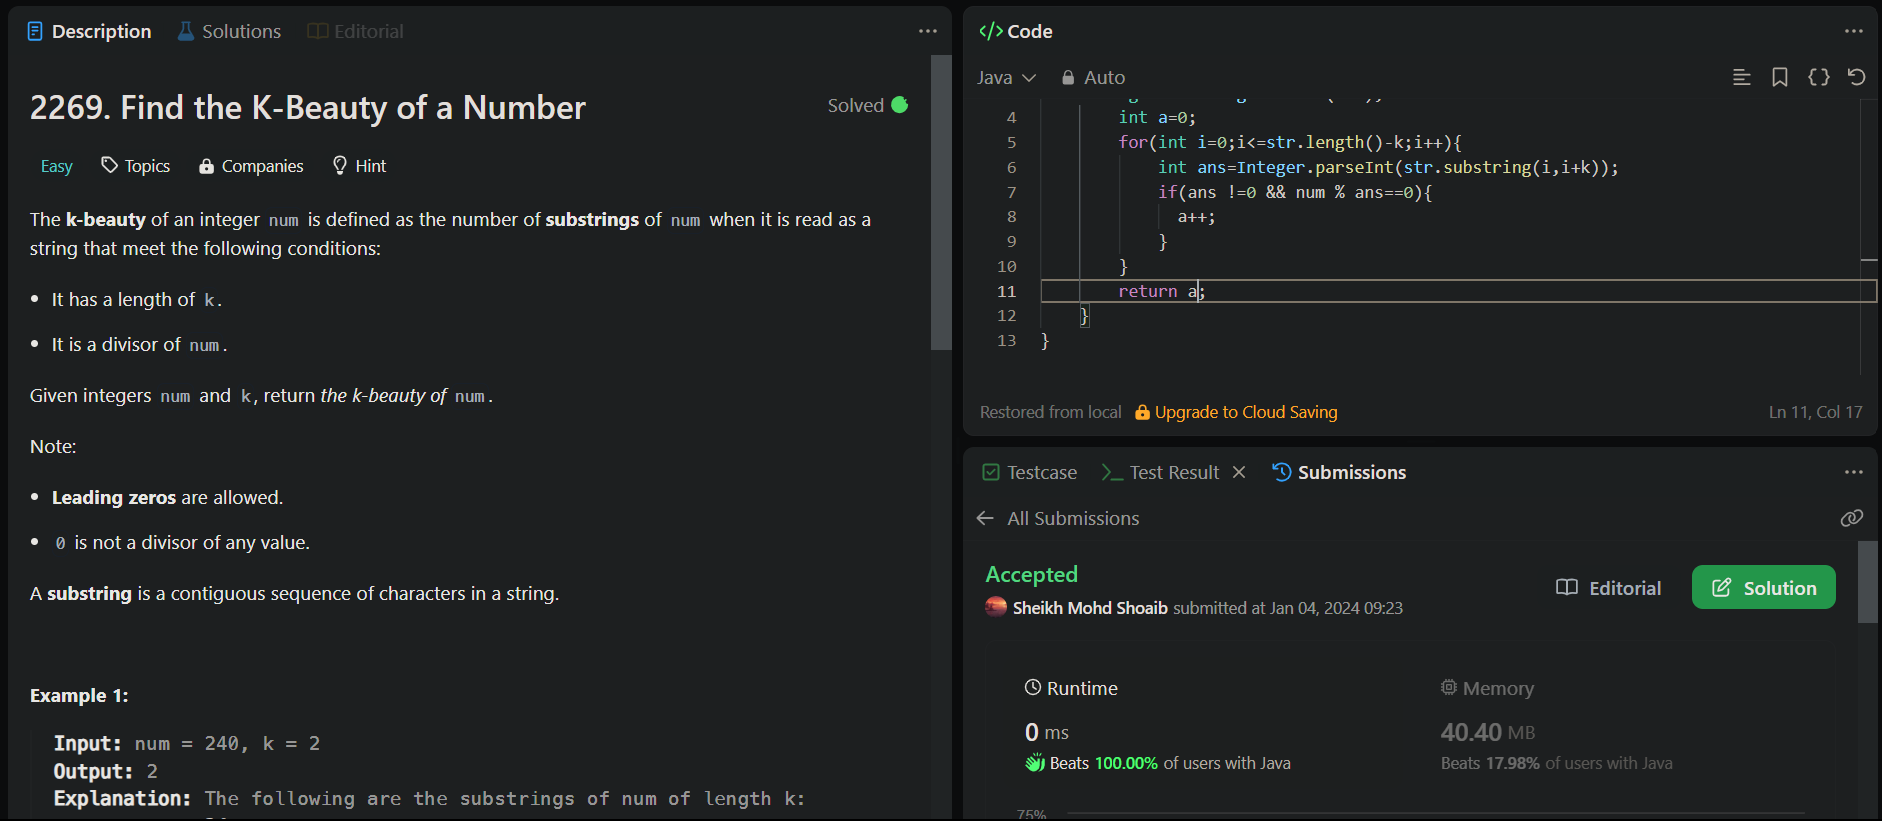 Description Solutions Editorial
2269. Find the K-Beauty of a Number
Solved
Easy Topics Companies Hint
The k-beauty of an integer num is defined as the number of substrings of num when it is read as a
string that meet the following conditions:
• It has a length of k.
• It is a divisor of num.
Given integers num and k, return the k-beauty of num.
Note:
• Leading zeros are allowed.
• 0 is not a divisor of any value.
A substring is a contiguous sequence of characters in a string.
Example 1:
Input: num = 240, k = 2
Output: 2
Explanation: The following are the substrings of num of length k:
</> Code
Java Auto
4 int a=0;
5 for(int i=0;i<=str.length()-k;i++){
6 int ans=Integer.parseInt(str.substring(i,i+k));
7 if(ans !=0 && num % ans==0){
8 a++;
9 }
10 }
11 return a;
12 }
13 }
Restored from local Upgrade to Cloud Saving Ln 11, Col 17
Testcase Test Result Submissions
All Submissions
Accepted
Sheikh Mohd Shoaib submitted at Jan 04, 2024 09:23
Editorial Solution
Runtime
0 ms
Beats 100.00% of users with Java
Memory
40.40 MB
Beats 17.98% of users with Java
75%